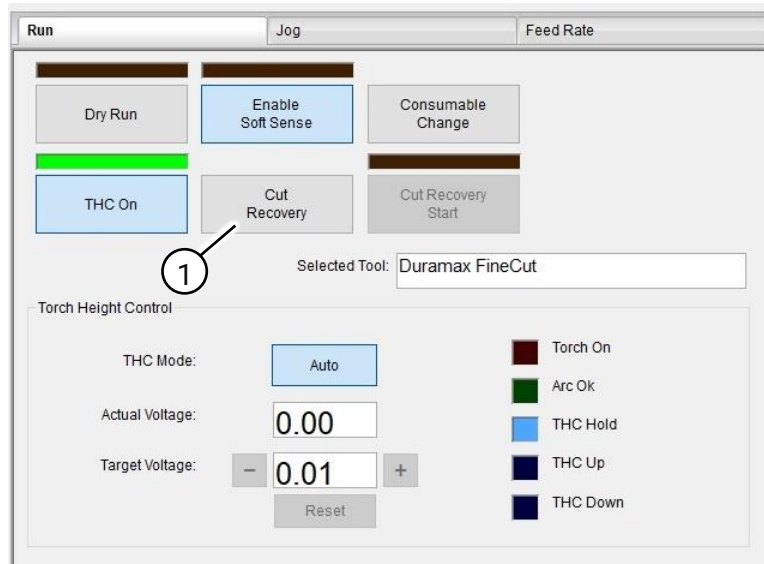 Run
Jog
Feed Rate
Dry Run
Enable
Soft Sense
Consumable
Change
THC On
Cut
Recovery
Cut Recovery
Start
1
Selected Tool: Duramax FineCut
Torch Height Control
THC Mode: Auto
Torch On
Arc Ok
Actual Voltage: 0.00
THC Hold
Target Voltage: − 0.01 +
THC Up
Reset
THC Down